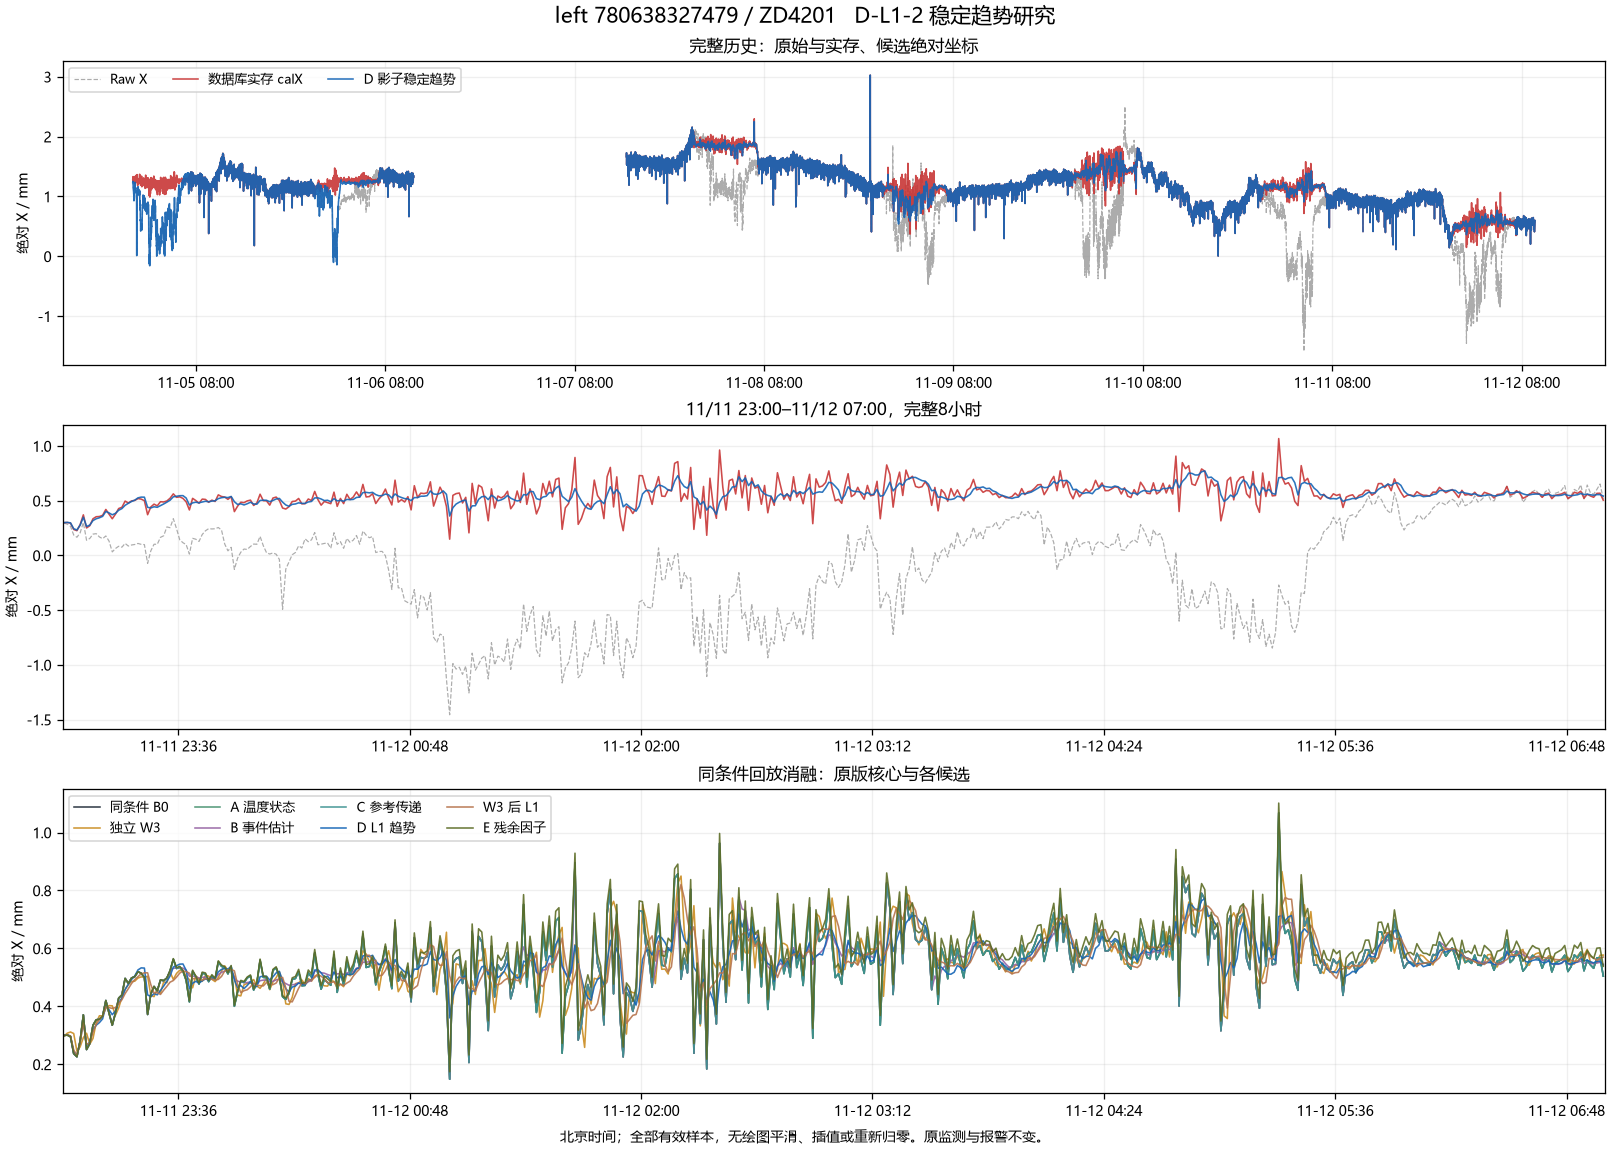 left 780638327479 / ZD4201   D-L1-2 稳定趋势研究
完整历史：原始与实存、候选绝对坐标
Raw X
数据库实存 calX
D 影子稳定趋势
绝对 X / mm
3
2
1
0
-1
11-05 08:00
11-06 08:00
11-07 08:00
11-08 08:00
11-09 08:00
11-10 08:00
11-11 08:00
11-12 08:00
11/11 23:00–11/12 07:00，完整8小时
绝对 X / mm
1.0
0.5
0.0
-0.5
-1.0
-1.5
11-11 23:36
11-12 00:48
11-12 02:00
11-12 03:12
11-12 04:24
11-12 05:36
11-12 06:48
同条件回放消融：原版核心与各候选
同条件 B0
A 温度状态
C 参考传递
W3 后 L1
独立 W3
B 事件估计
D L1 趋势
E 残余因子
绝对 X / mm
1.0
0.8
0.6
0.4
0.2
11-11 23:36
11-12 00:48
11-12 02:00
11-12 03:12
11-12 04:24
11-12 05:36
11-12 06:48
北京时间；全部有效样本，无绘图平滑、插值或重新归零。原监测与报警不变。